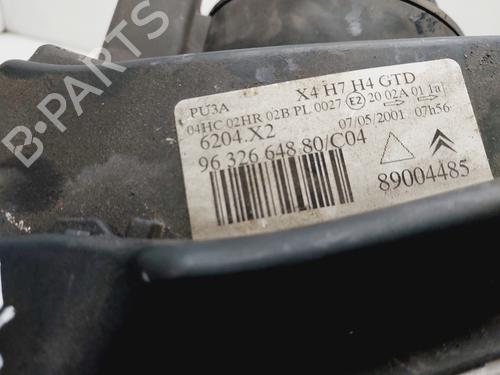 PU3A X4 H7 H4 GTD
04HC 02HR 02B PL 0027 E2 20 02A 01 1a
6204.X2 07/05/2001 07h56
96 326 648 80/C04
89004485